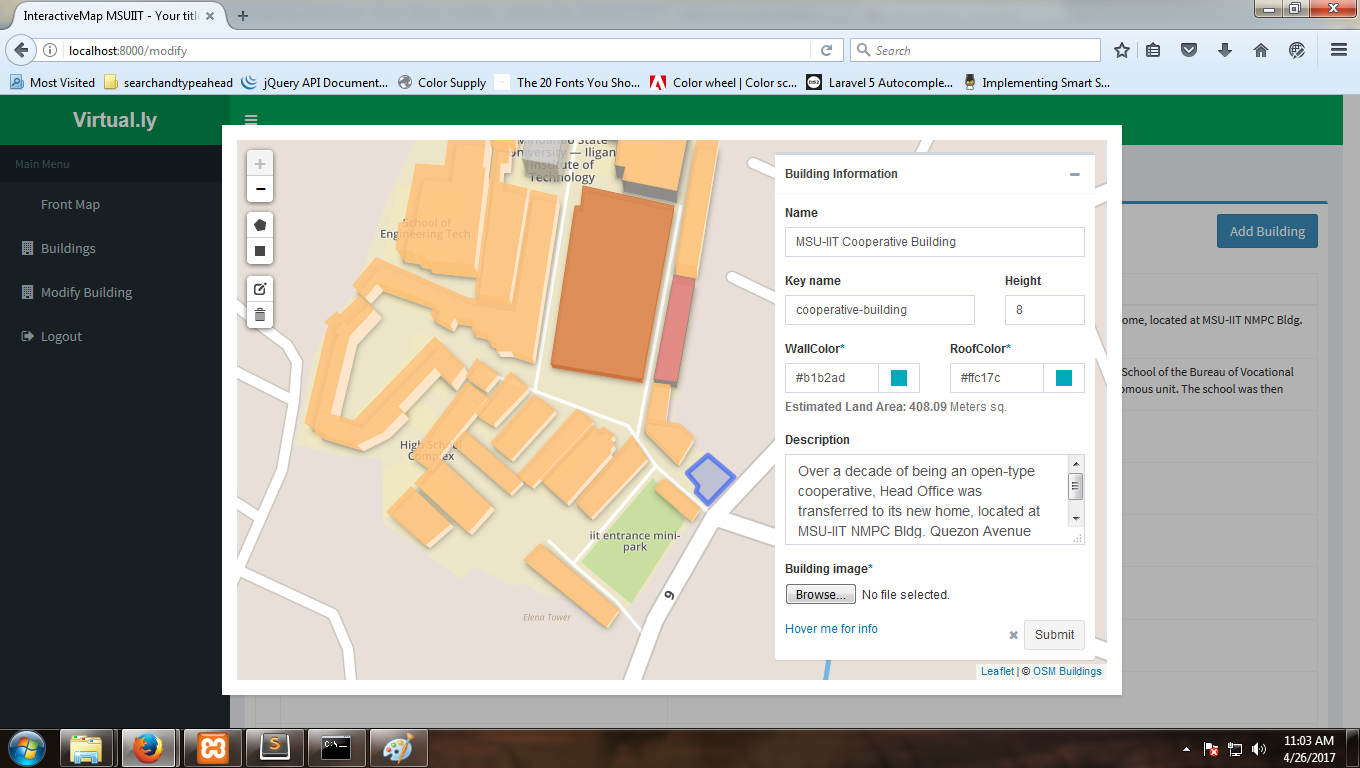 InteractiveMap MSUIIT - Your titl
localhost:8000/modify
Search
Most Visited
searchandtypeahead
jQuery API Document...
Color Supply
The 20 Fonts You Sho...
Color wheel | Color sc...
Laravel 5 Autocomple...
Implementing Smart S...
Virtual.ly
Main Menu
Front Map
Buildings
Modify Building
Logout
Add Building
ome, located at MSU-IIT NMPC Bldg.
School of the Bureau of Vocational
omous unit. The school was then
+
−
University — Iligan
Institute of
Technology
School of
Engineering Tech.
High School
Complex
iit entrance mini-
park
Elena Tower
9
Building Information
Name
MSU-IIT Cooperative Building
Key name
Height
cooperative-building
8
WallColor*
RoofColor*
#b1b2ad
#ffc17c
Estimated Land Area: 408.09 Meters sq.
Description
Over a decade of being an open-type
cooperative, Head Office was
transferred to its new home, located at
MSU-IIT NMPC Bldg. Quezon Avenue
Building image*
Browse... No file selected.
Hover me for info
Submit
Leaflet | © OSM Buildings
C:\_
11:03 AM
4/26/2017